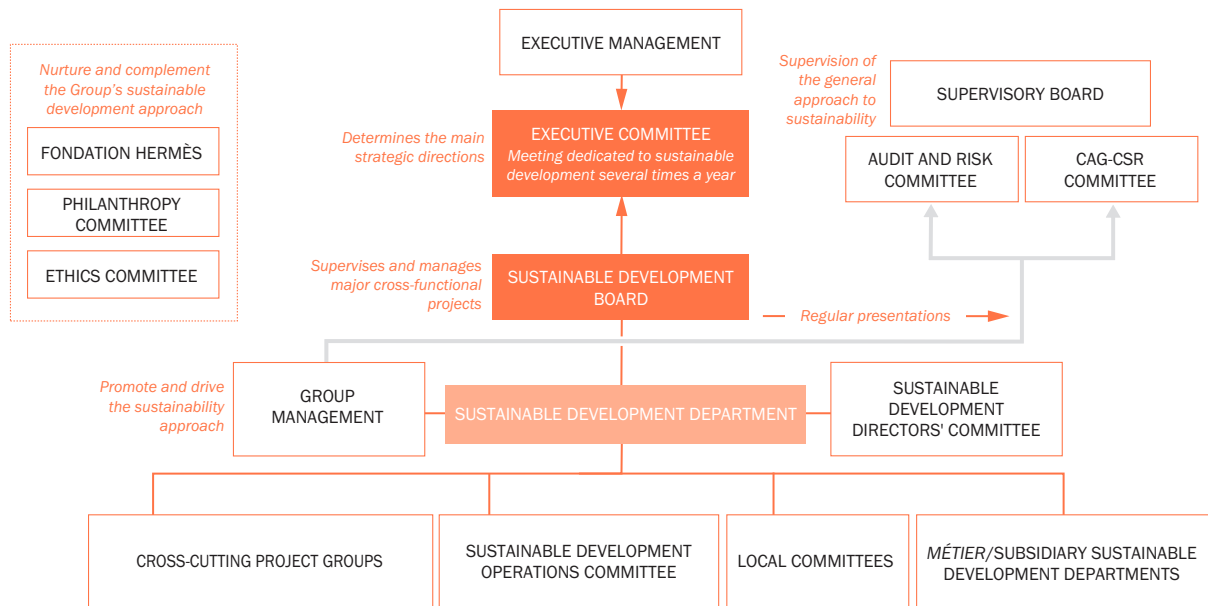 EXECUTIVE MANAGEMENT
Nurture and complement
the Group's sustainable
development approach
FONDATION HERMÈS
PHILANTHROPY
COMMITTEE
ETHICS COMMITTEE
Determines the main
strategic directions
EXECUTIVE COMMITTEE
Meeting dedicated to sustainable
development several times a year
Supervision of
the general
approach to
sustainability
SUPERVISORY BOARD
AUDIT AND RISK
COMMITTEE
CAG-CSR
COMMITTEE
Supervises and manages
major cross-functional
projects
SUSTAINABLE DEVELOPMENT
BOARD
Regular presentations
Promote and drive
the sustainability
approach
GROUP
MANAGEMENT
SUSTAINABLE DEVELOPMENT DEPARTMENT
SUSTAINABLE
DEVELOPMENT
DIRECTORS' COMMITTEE
CROSS-CUTTING PROJECT GROUPS
SUSTAINABLE DEVELOPMENT
OPERATIONS COMMITTEE
LOCAL COMMITTEES
MÉTIER/SUBSIDIARY SUSTAINABLE
DEVELOPMENT DEPARTMENTS